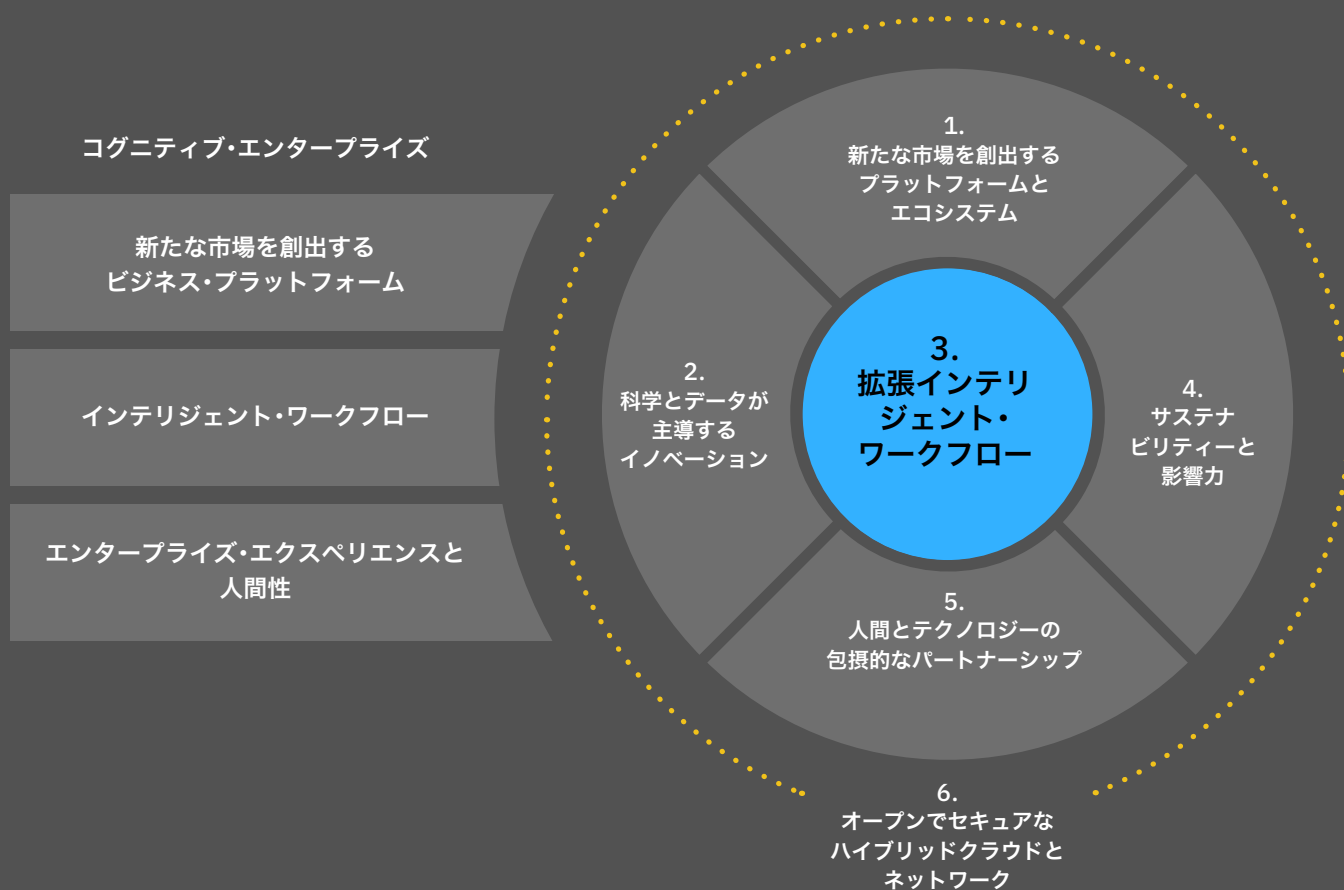 コグニティブ・エンタープライズ
新たな市場を創出する
ビジネス・プラットフォーム
インテリジェント・ワークフロー
エンタープライズ・エクスペリエンスと
人間性
1.
新たな市場を創出する
プラットフォームと
エコシステム
2.
科学とデータが
主導する
イノベーション
3.
拡張インテリ
ジェント・
ワークフロー
4.
サステナ
ビリティーと
影響力
5.
人間とテクノロジーの
包摂的なパートナーシップ
6.
オープンでセキュアな
ハイブリッドクラウドと
ネットワーク